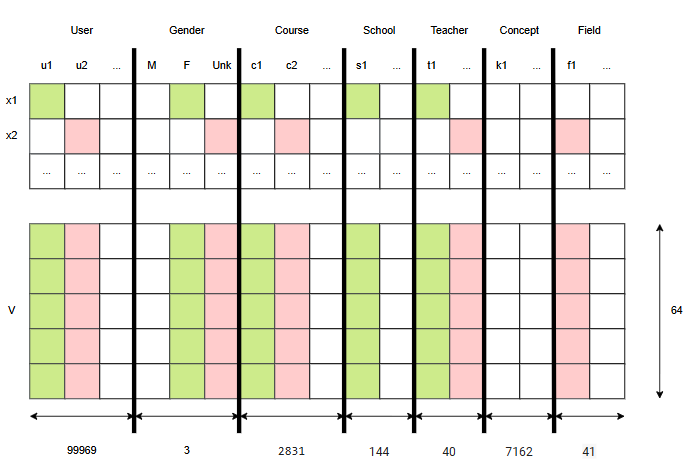 User Gender Course School Teacher Concept Field
u1 u2 ... M F Unk c1 c2 ... s1 ... t1 ... k1 ... f1 ...
x1
x2
... ... ... ... ... ... ... ... ... ... ... ... ... ... ... ... ...
V
64
99969 3 2831 144 40 7162 41